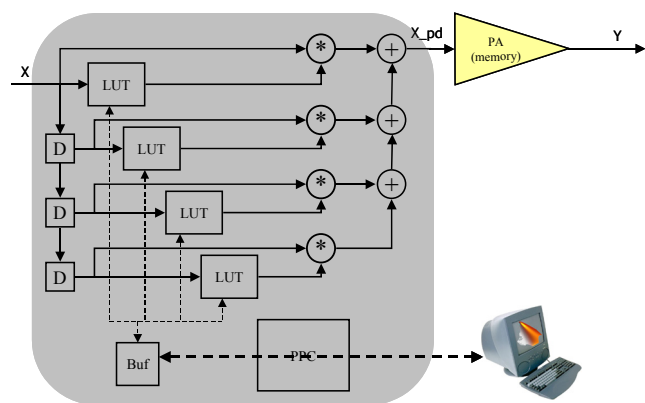 X_pd
PA
(memory)
Y
*
+
X
LUT
*
+
D
LUT
*
+
D
LUT
*
D
LUT
Buf
PPC